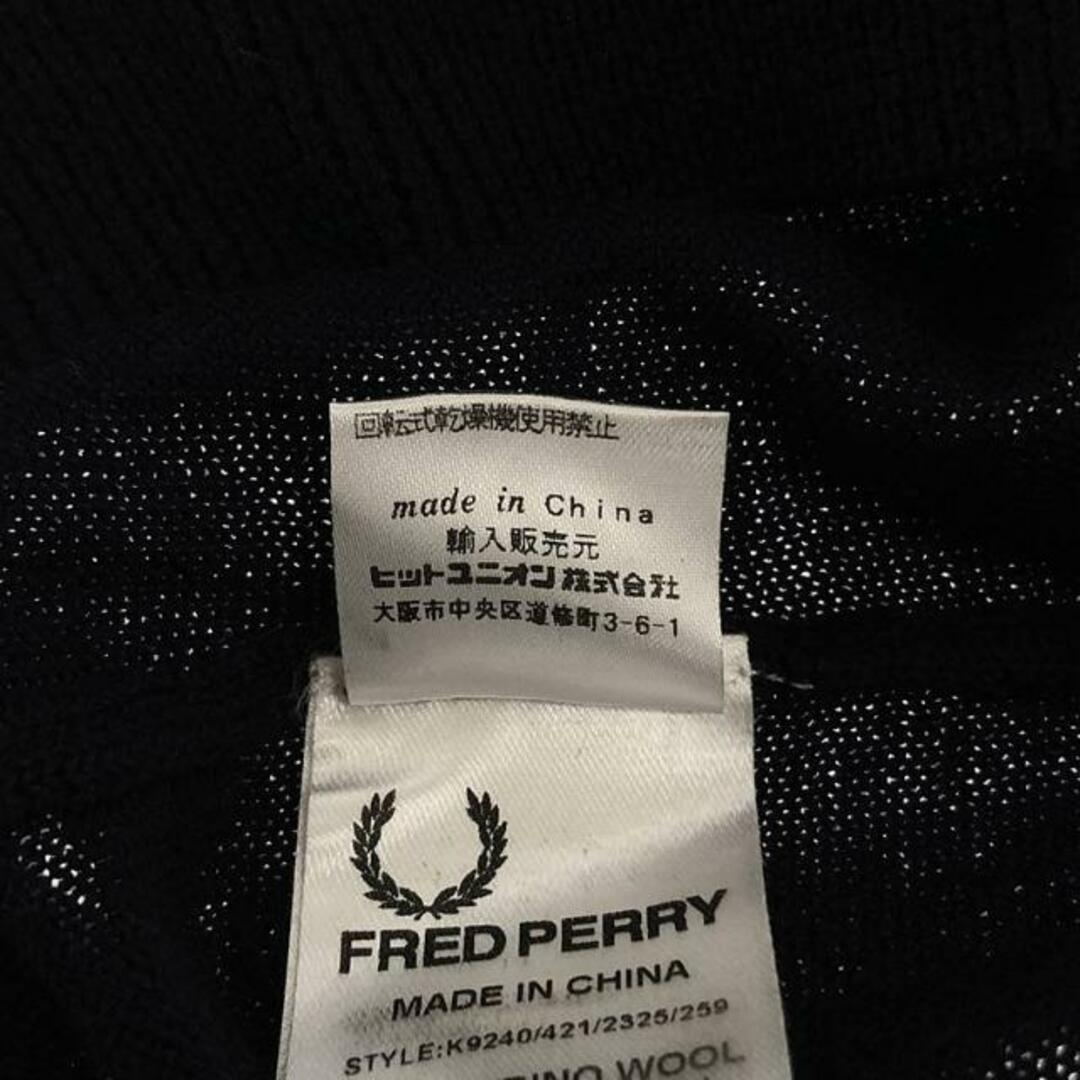 回転式乾燥機使用禁止
made in China
輸入販売元
ヒットユニオン株式会社
大阪市中央区道修町3-6-1
FRED PERRY
MADE IN CHINA
STYLE:K9240/421/2325/259
WOOL